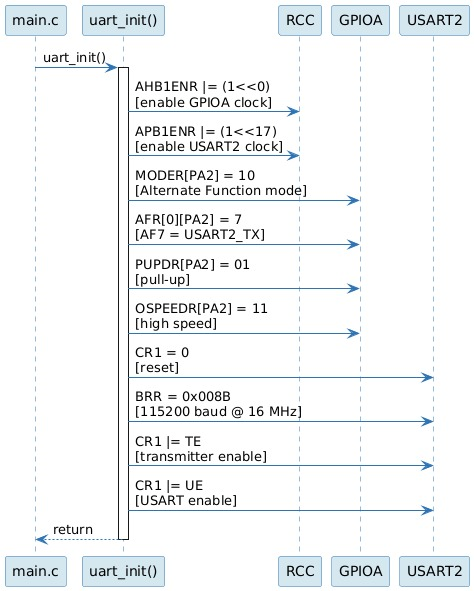 main.c uart_init() RCC GPIOA USART2
uart_init()
AHB1ENR |= (1<<0)
[enable GPIOA clock]
APB1ENR |= (1<<17)
[enable USART2 clock]
MODER[PA2] = 10
[Alternate Function mode]
AFR[0][PA2] = 7
[AF7 = USART2_TX]
PUPDR[PA2] = 01
[pull-up]
OSPEEDR[PA2] = 11
[high speed]
CR1 = 0
[reset]
BRR = 0x008B
[115200 baud @ 16 MHz]
CR1 |= TE
[transmitter enable]
CR1 |= UE
[USART enable]
return
main.c uart_init() RCC GPIOA USART2